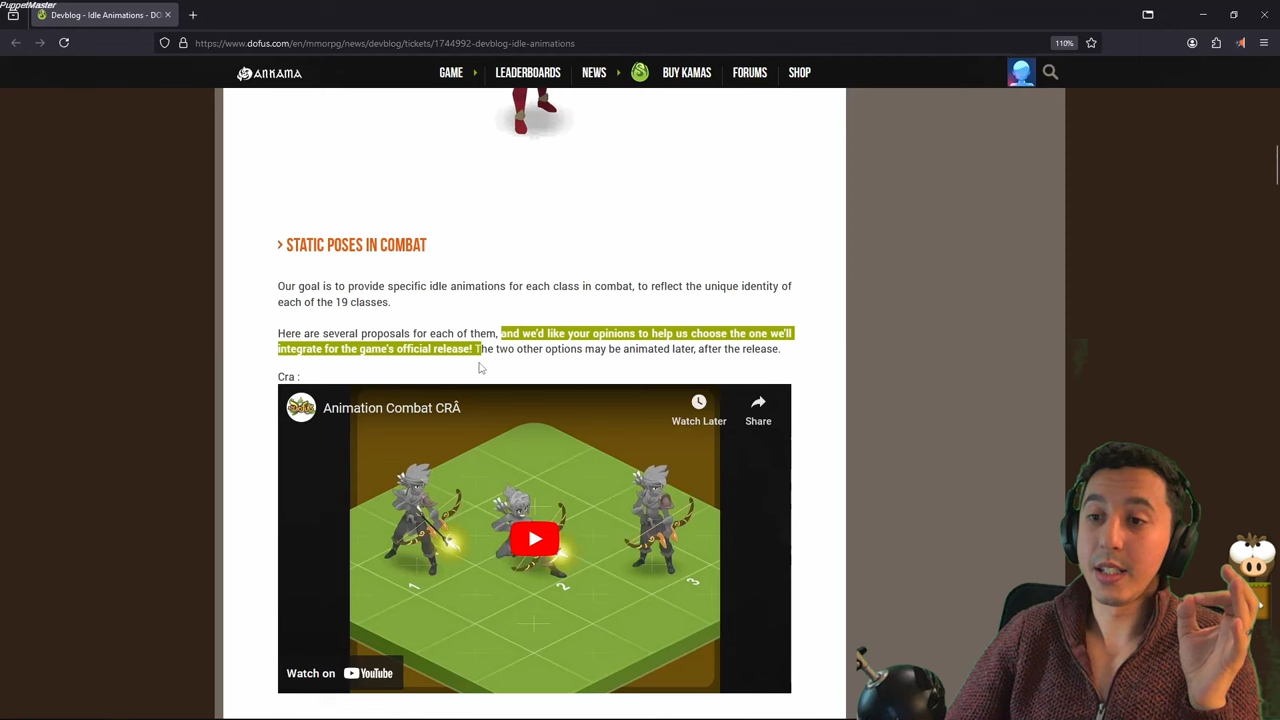 PuppetMaster
Devblog - Idle Animations - DO
https://www.dofus.com/en/mmorpg/news/devblog/tickets/1744992-devblog-idle-animations
110%
ANKAMA
GAME LEADERBOARDS NEWS BUY KAMAS FORUMS SHOP
> STATIC POSES IN COMBAT
Our goal is to provide specific idle animations for each class in combat, to reflect the unique identity of
each of the 19 classes.
Here are several proposals for each of them, and we'd like your opinions to help us choose the one we'll
integrate for the game's official release! The two other options may be animated later, after the release.
Cra :
DOFUS
Animation Combat CRÂ
Watch Later
Share
1
2
3
Watch on YouTube